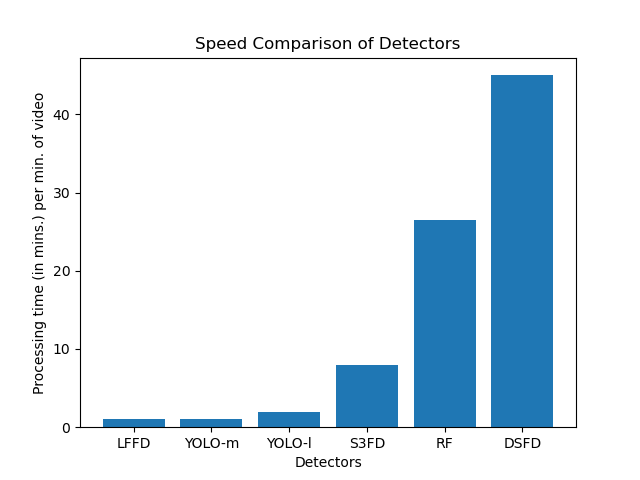 Speed Comparison of Detectors
Processing time (in mins.) per min. of video
40
30
20
10
0
LFFD YOLO-m YOLO-l S3FD RF DSFD
Detectors